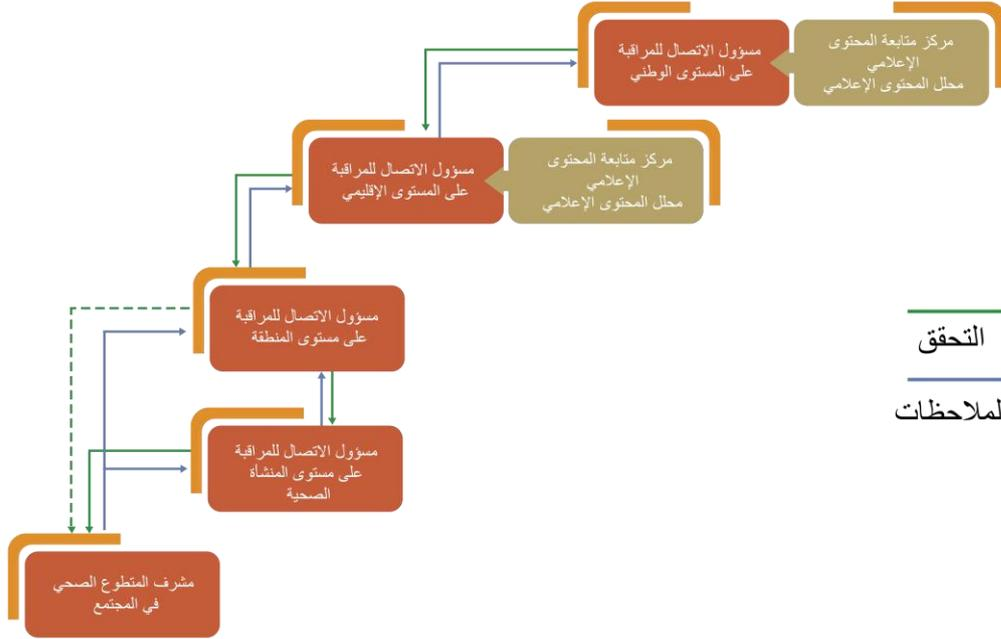 مركز متابعة المحتوى
الإعلامي
محلل المحتوى الإعلامي
مسؤول الاتصال للمراقبة
على المستوى الوطني
مركز متابعة المحتوى
الإعلامي
محلل المحتوى الإعلامي
مسؤول الاتصال للمراقبة
على المستوى الإقليمي
مسؤول الاتصال للمراقبة
على مستوى المنطقة
التحقق
لملاحظات
مسؤول الاتصال للمراقبة
على مستوى المنشأة
الصحية
مشرف المتطوع الصحي
في المجتمع